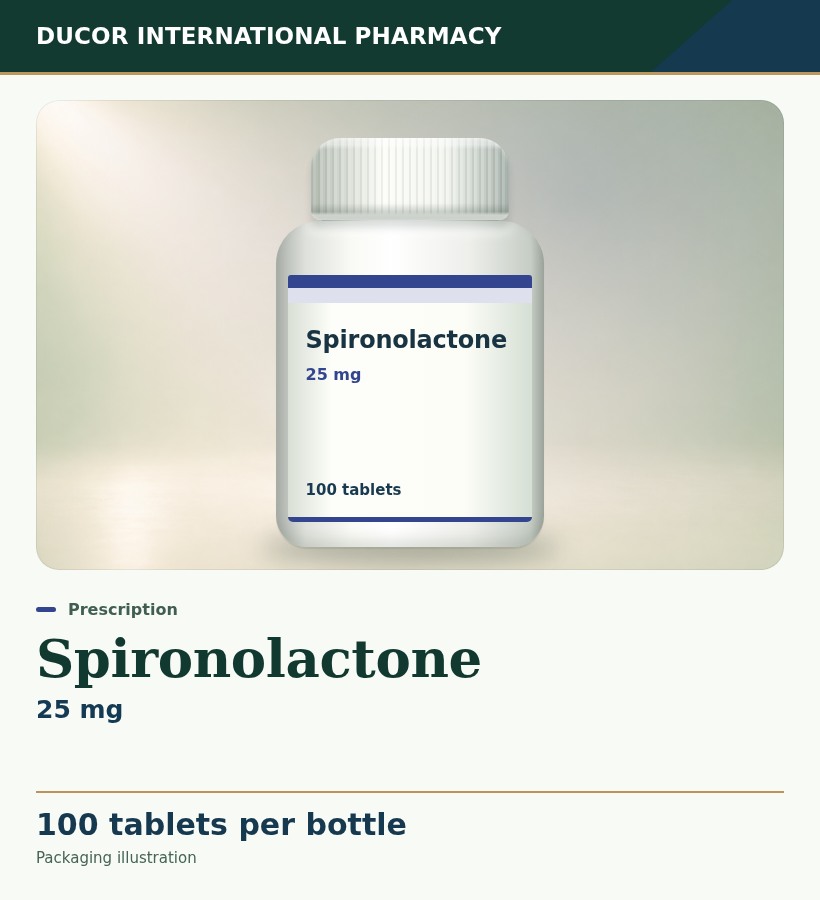 DUCOR INTERNATIONAL PHARMACY
Spironolactone
25 mg
100 tablets
Prescription
Spironolactone
25 mg
100 tablets per bottle
Packaging illustration